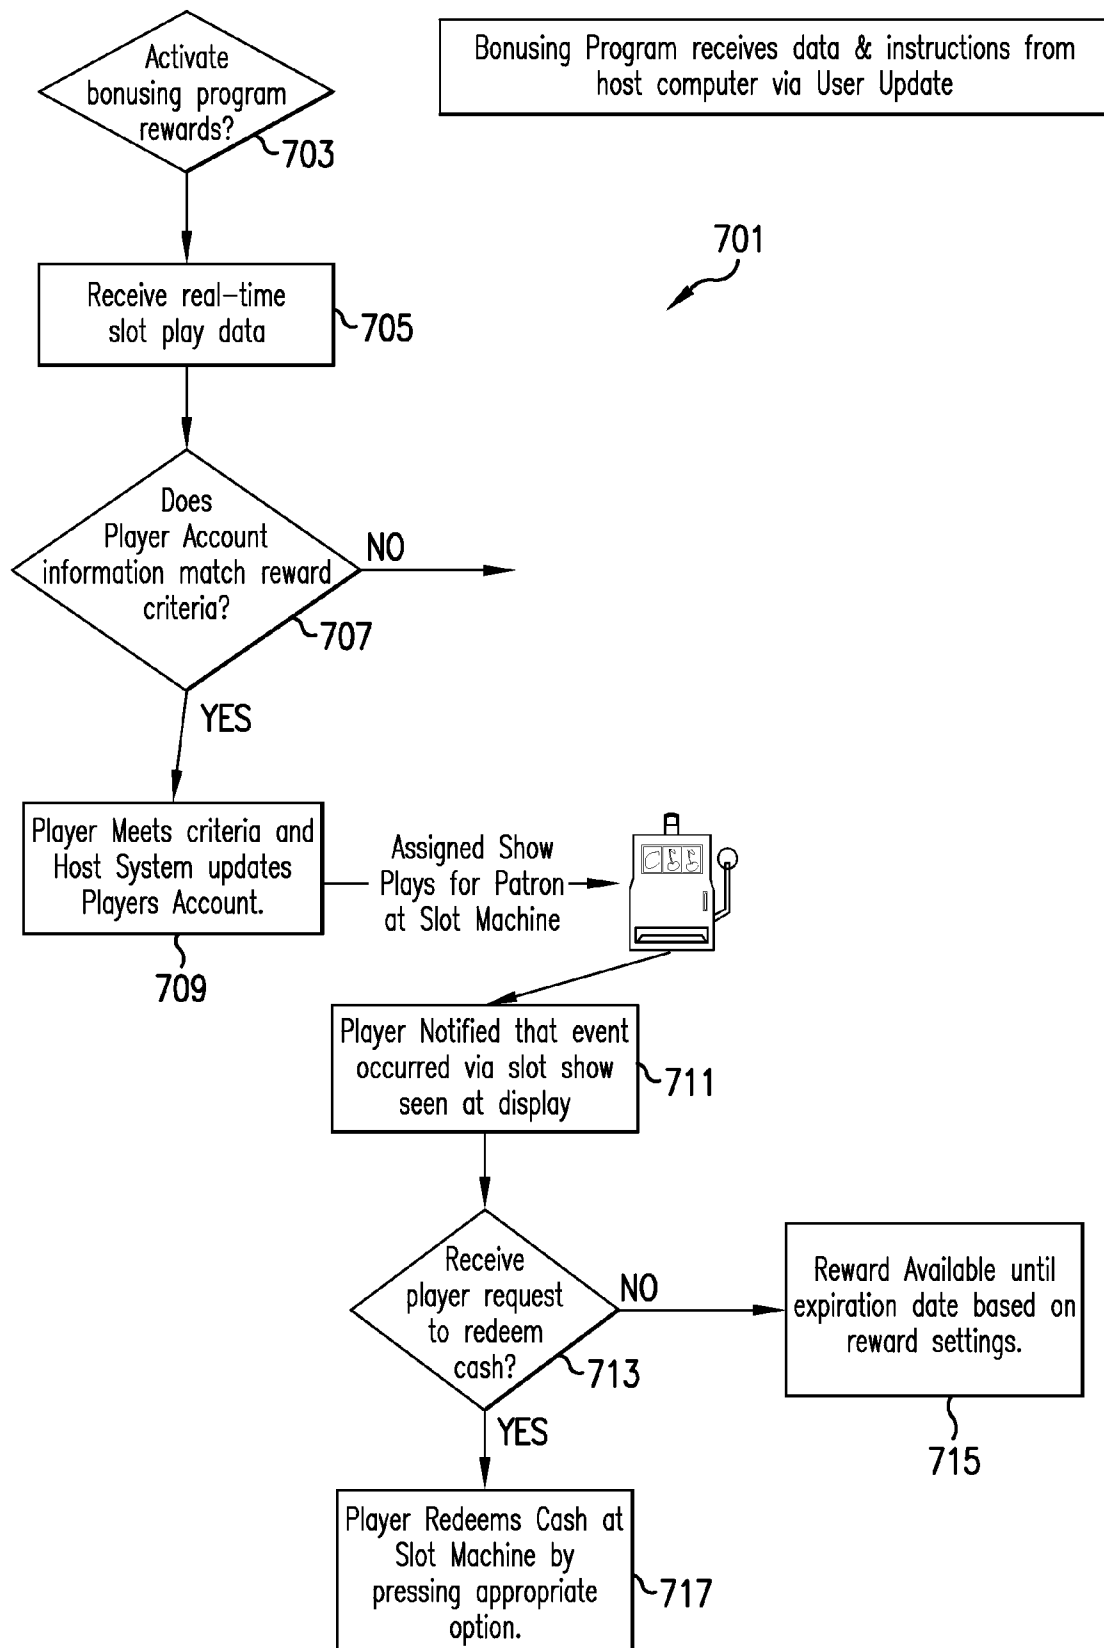 Activate
bonusing program
rewards?
703
Bonusing Program receives data & instructions from
host computer via User Update
701
Receive real-time
slot play data
705
Does
Player Account
information match reward
criteria?
NO
707
YES
Player Meets criteria and
Host System updates
Players Account.
709
Assigned Show
Plays for Patron
at Slot Machine
Player Notified that event
occurred via slot show
seen at display
711
Receive
player request
to redeem
cash?
NO
713
YES
Reward Available until
expiration date based on
reward settings.
715
Player Redeems Cash at
Slot Machine by
pressing appropriate
option.
717